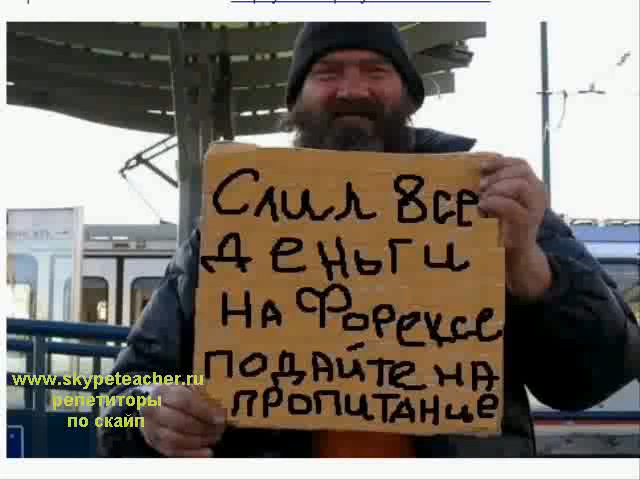 Слил все
деньги
на Форексе
подайте на
пропитание
www.skypeteacher.ru
репетиторы
по скайп